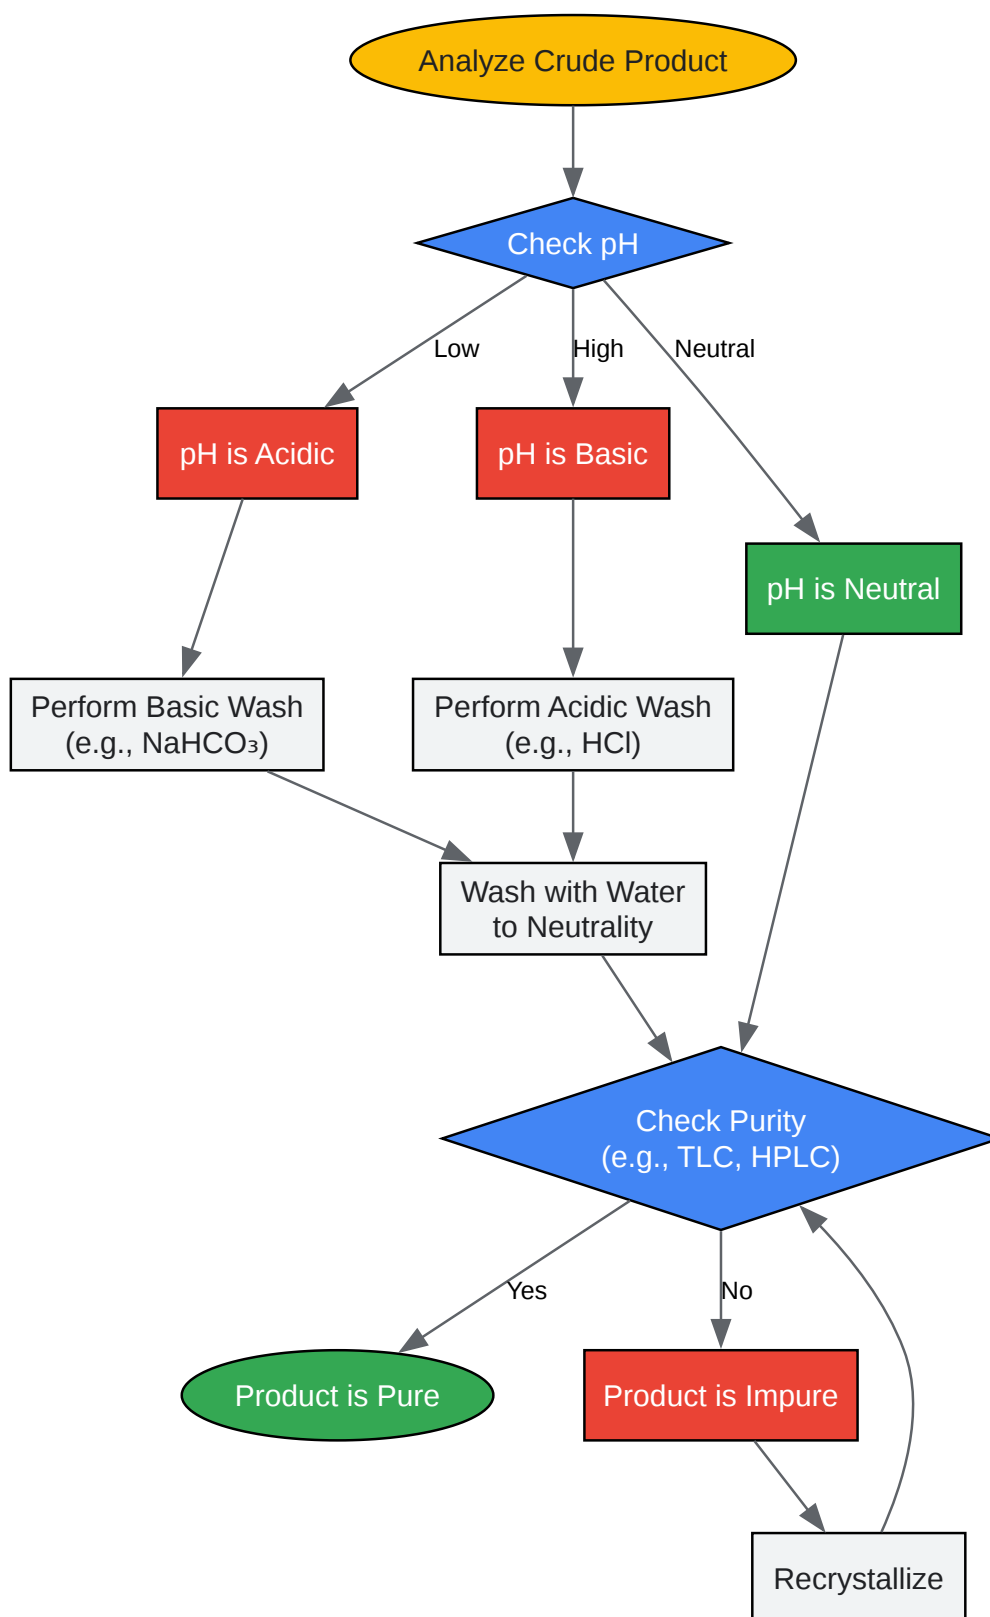 Analyze Crude Product
Check pH
Low
High
Neutral
pH is Acidic
pH is Basic
pH is Neutral
Perform Basic Wash
(e.g., NaHCO₃)
Perform Acidic Wash
(e.g., HCl)
Wash with Water
to Neutrality
Check Purity
(e.g., TLC, HPLC)
Yes
No
Product is Pure
Product is Impure
Recrystallize